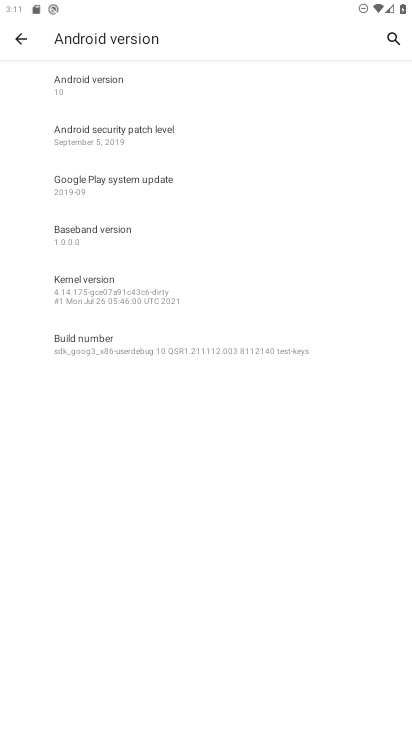 3:11
Android version
Android version
10
Android security patch level
September 5, 2019
Google Play system update
2019-09
Baseband version
1.0.0.0
Kernel version
4.14.175-gce07a91c43c6-dirty
#1 Mon Jul 26 05:46:00 UTC 2021
Build number
sdk_goog3_x86-userdebug 10 QSR1.211112.003 8112140 test-keys